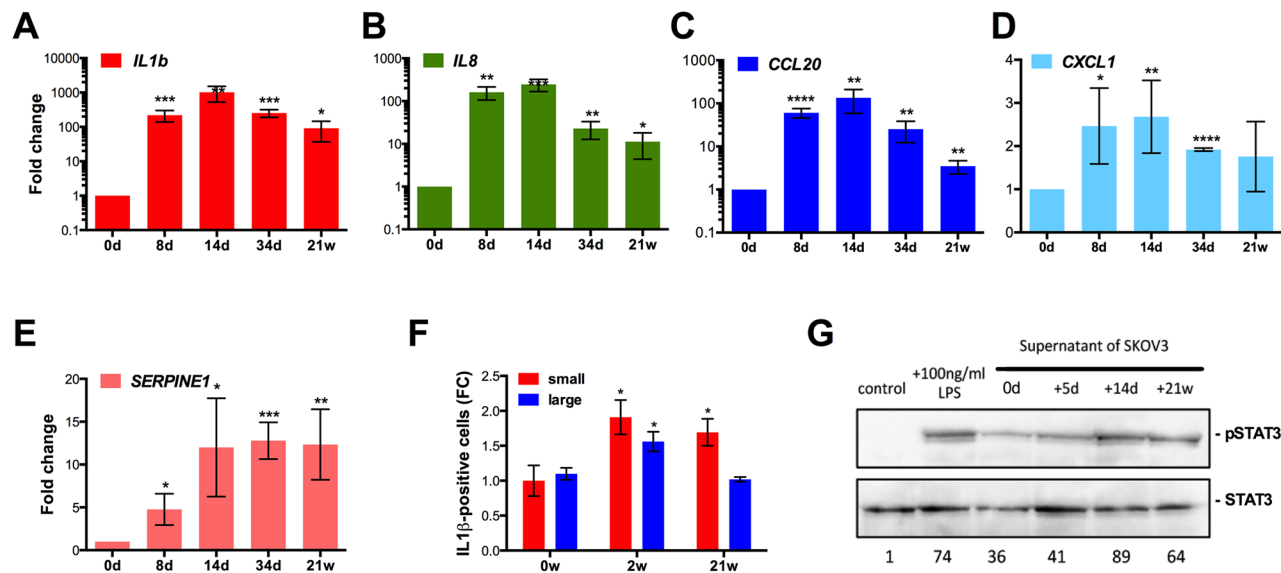 A
IL1b
Fold change
10000
1000
100
10
1
0.1
***
**
***
*
0d 8d 14d 34d 21w
B
IL8
1000
100
10
1
0.1
**
***
**
*
0d 8d 14d 34d 21w
C
CCL20
1000
100
10
1
0.1
****
**
**
**
0d 8d 14d 34d 21w
D
CXCL1
4
3
2
1
0
*
**
****
0d 8d 14d 34d 21w
E
SERPINE1
Fold change
20
15
10
5
0
*
*
***
**
0d 8d 14d 34d 21w
F
small
large
IL1β-positive cells (FC)
2.5
2.0
1.5
1.0
0.5
0.0
*
*
*
0w 2w 21w
G
Supernatant of SKOV3
control +100ng/ml LPS 0d +5d +14d +21w
- pSTAT3
- STAT3
1 74 36 41 89 64